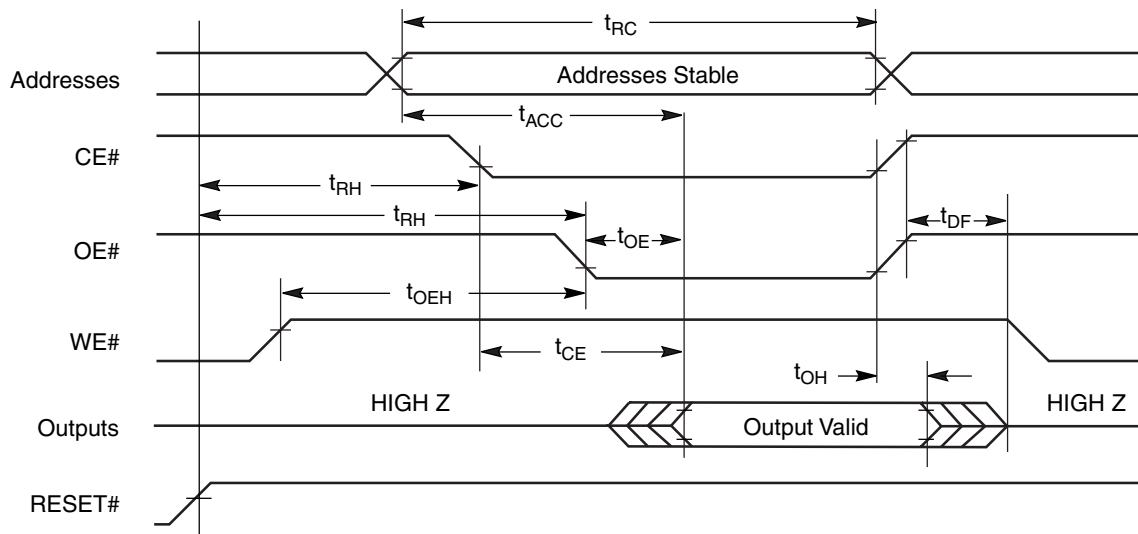 tRC
Addresses
Addresses Stable
tACC
CE#
tRH
tRH
tOE
tDF
OE#
tOEH
WE#
tCE
tOH
HIGH Z
HIGH Z
Outputs
Output Valid
RESET#